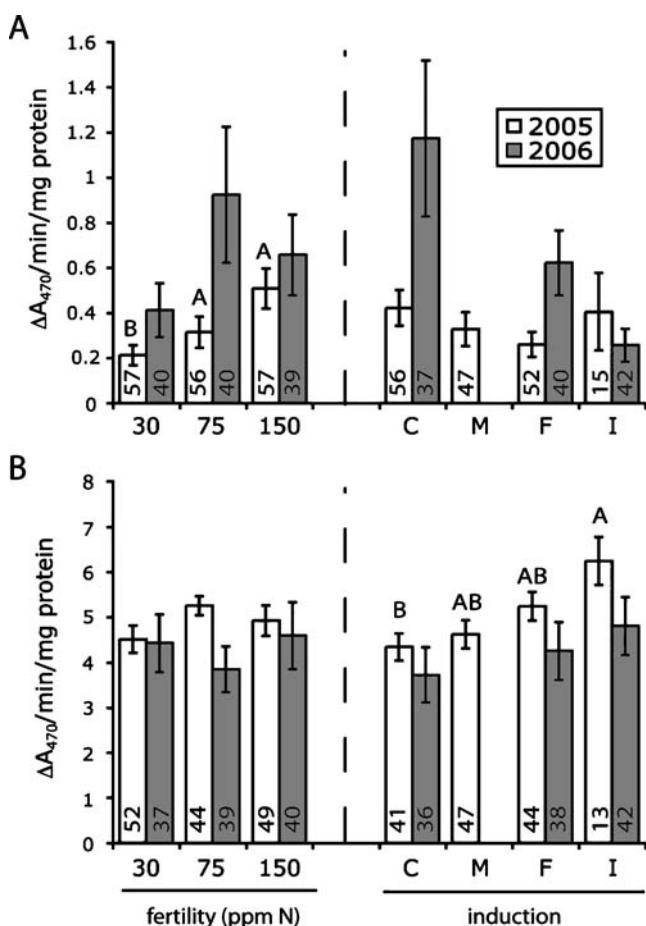 A
ΔA470/min/mg protein
1.6
1.4
1.2
1
0.8
0.6
0.4
0.2
0
2005
2006
B
A
A
57
40
56
40
57
39
56
37
47
52
40
15
42
30
75
150
C
M
F
I
B
ΔA470/min/mg protein
8
7
6
5
4
3
2
1
0
B
AB
AB
A
52
37
44
39
49
40
41
36
47
44
38
13
42
30
75
150
C
M
F
I
fertility (ppm N)
induction